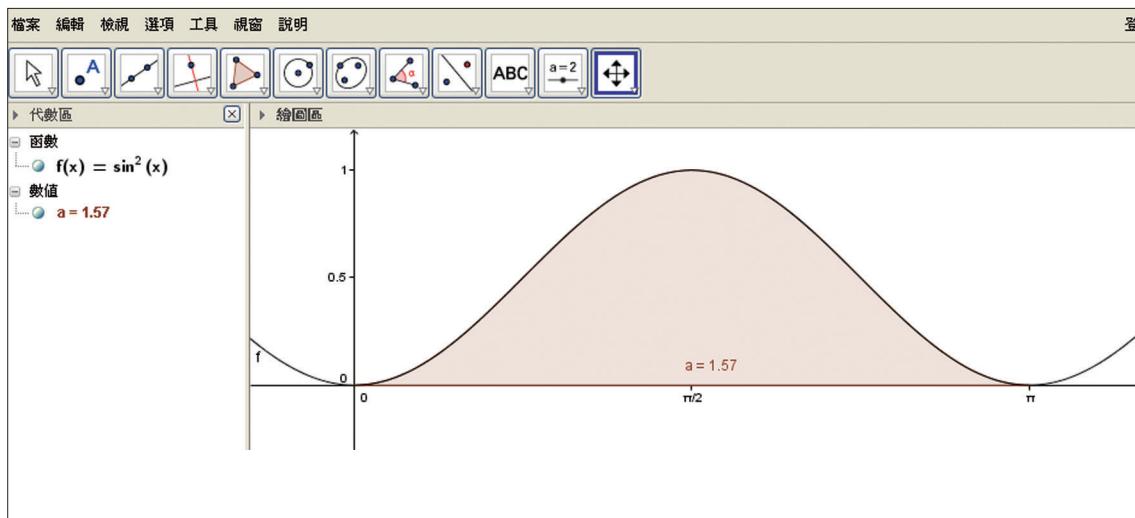 檔案 編輯 檢視 選項 工具 視窗 說明 登
A α ABC a=2
代數區 繪圖區
函數
f(x) = sin² (x)
數值
a = 1.57
1
0.5
f
a = 1.57
0
0 π/2 π